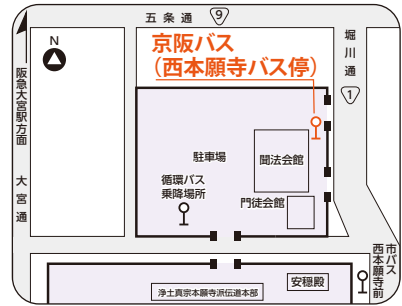 五条通 9
N
京阪バス
（西本願寺バス停）
堀川通
1
阪急大宮駅方面
大宮通
駐車場
聞法会館
循環バス
乗降場所
門徒会館
市バス
西本願寺前
安穏殿
浄土真宗本願寺派伝道本部